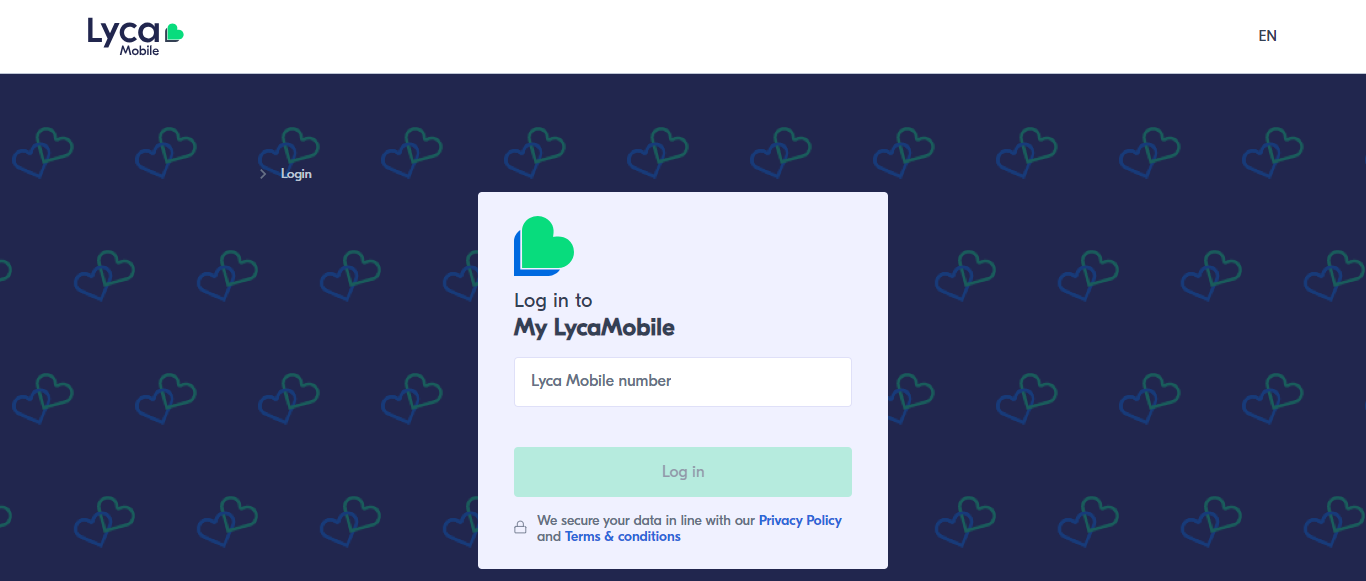 Lyca
Mobile
EN
Login
Log in to
My LycaMobile
Lyca Mobile number
Log in
We secure your data in line with our Privacy Policy
and Terms & conditions